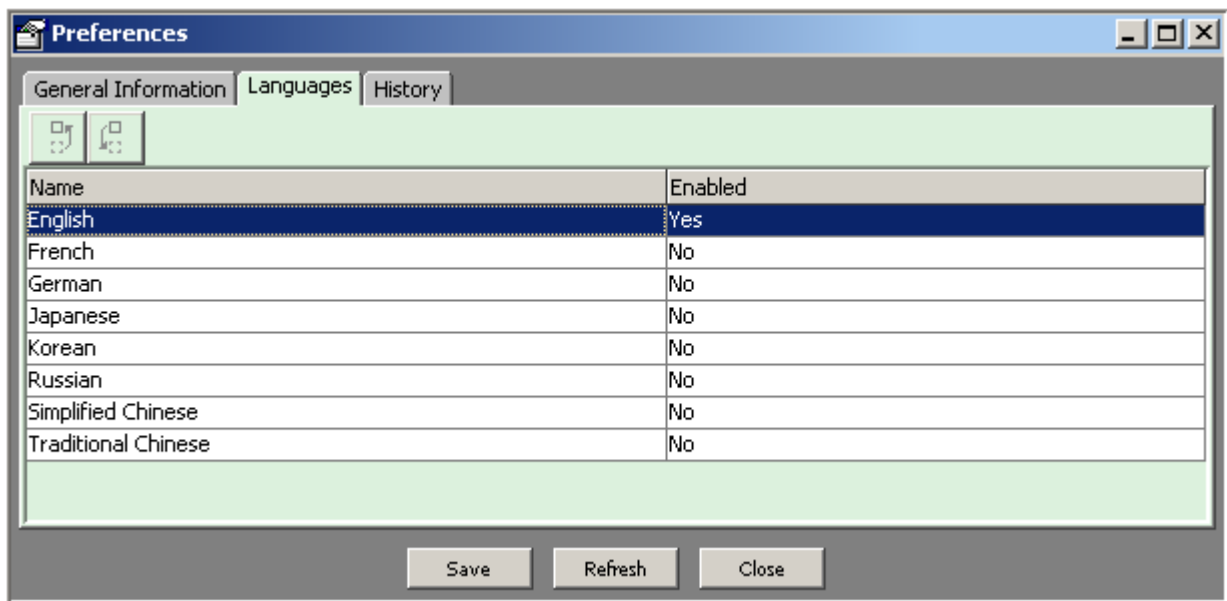 Preferences
General Information Languages History
Name Enabled
English Yes
French No
German No
Japanese No
Korean No
Russian No
Simplified Chinese No
Traditional Chinese No
Save Refresh Close